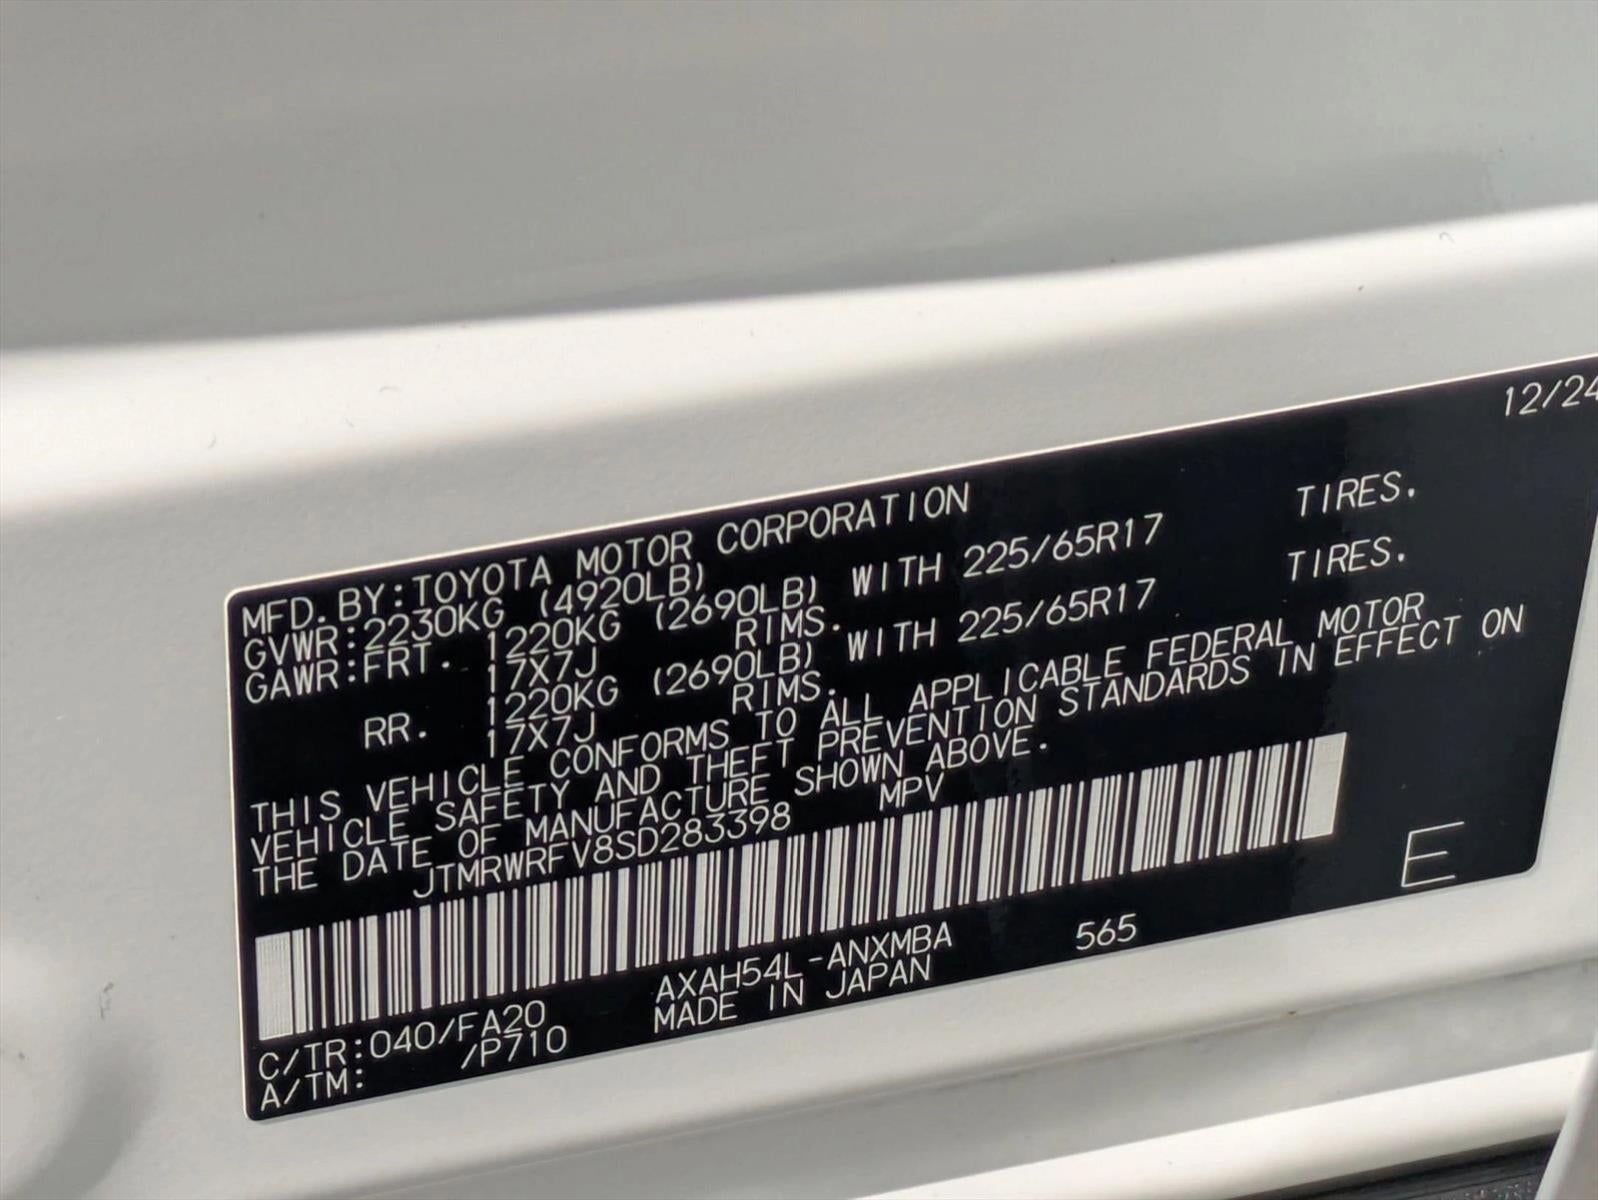 12/24
MFD. BY: TOYOTA MOTOR CORPORATION
GVWR: 2230KG (4920LB)
GAWR: FRT. 1220KG (2690LB) WITH 225/65R17 TIRES.
17X7J RIMS.
RR. 1220KG (2690LB) WITH 225/65R17 TIRES.
17X7J RIMS.
THIS VEHICLE CONFORMS TO ALL APPLICABLE FEDERAL MOTOR
VEHICLE SAFETY AND THEFT PREVENTION STANDARDS IN EFFECT ON
THE DATE OF MANUFACTURE SHOWN ABOVE.
JTMRWRFV8SD283398 MPV
E
C/TR: 040/FA20 AXAH54L-ANXMBA 565
A/TM: /P710 MADE IN JAPAN